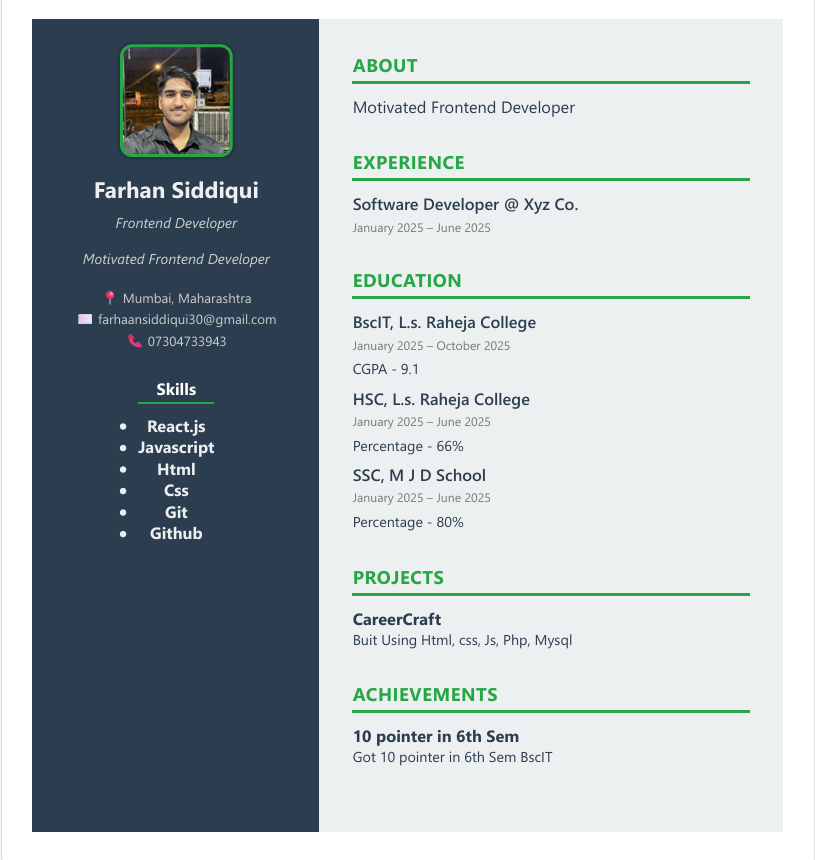 Farhan Siddiqui
Frontend Developer
Motivated Frontend Developer
📍 Mumbai, Maharashtra
✉️ farhaansiddiqui30@gmail.com
📞 07304733943
Skills
• React.js
• Javascript
• Html
• Css
• Git
• Github
ABOUT
Motivated Frontend Developer
EXPERIENCE
Software Developer @ Xyz Co.
January 2025 – June 2025
EDUCATION
BscIT, L.s. Raheja College
January 2025 – October 2025
CGPA - 9.1
HSC, L.s. Raheja College
January 2025 – June 2025
Percentage - 66%
SSC, M J D School
January 2025 – June 2025
Percentage - 80%
PROJECTS
CareerCraft
Buit Using Html, css, Js, Php, Mysql
ACHIEVEMENTS
10 pointer in 6th Sem
Got 10 pointer in 6th Sem BscIT